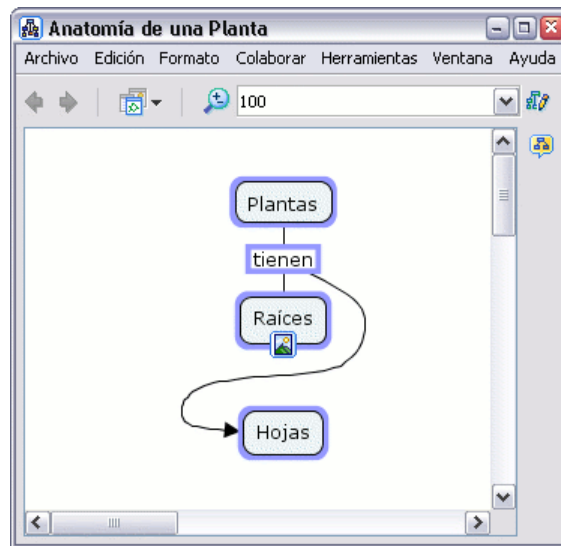 Anatomía de una Planta
Archivo Edición Formato Colaborar Herramientas Ventana Ayuda
100
Plantas
tienen
Raíces
Hojas